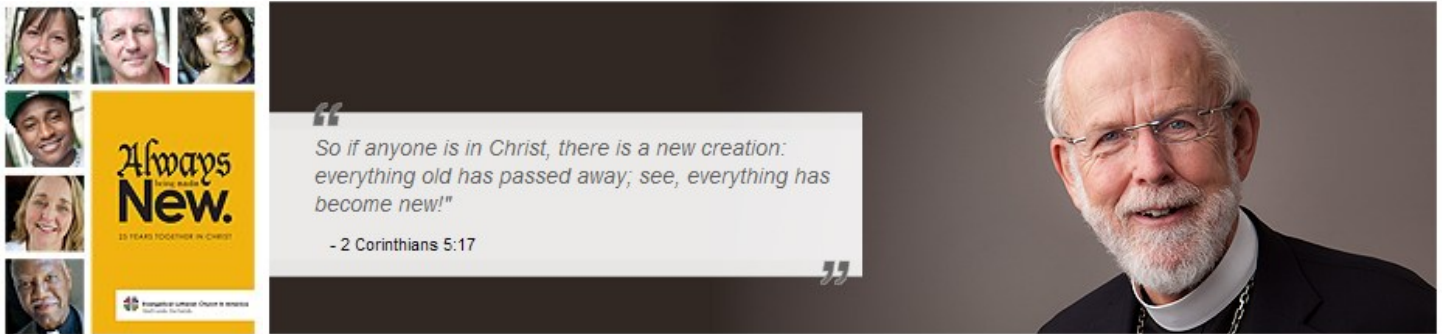 Always
being made
New.
25 YEARS TOGETHER IN CHRIST
Evangelical Lutheran Church in America
“
So if anyone is in Christ, there is a new creation:
everything old has passed away; see, everything has
become new!"
- 2 Corinthians 5:17
”